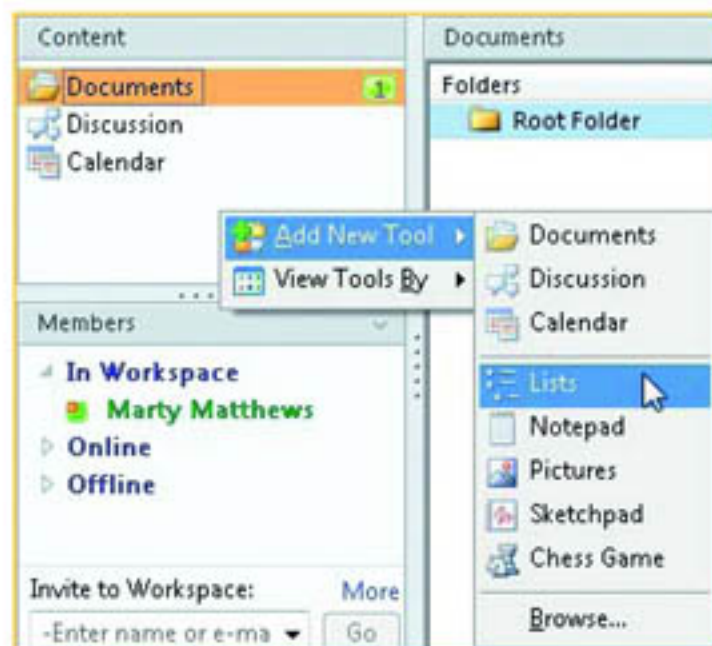 Content
Documents 1
Discussion
Calendar
Documents
Folders
Root Folder
Add New Tool
View Tools By
Documents
Discussion
Calendar
Lists
Notepad
Pictures
Sketchpad
Chess Game
Browse...
Members
In Workspace
Marty Matthews
Online
Offline
Invite to Workspace: More
-Enter name or e-ma Go